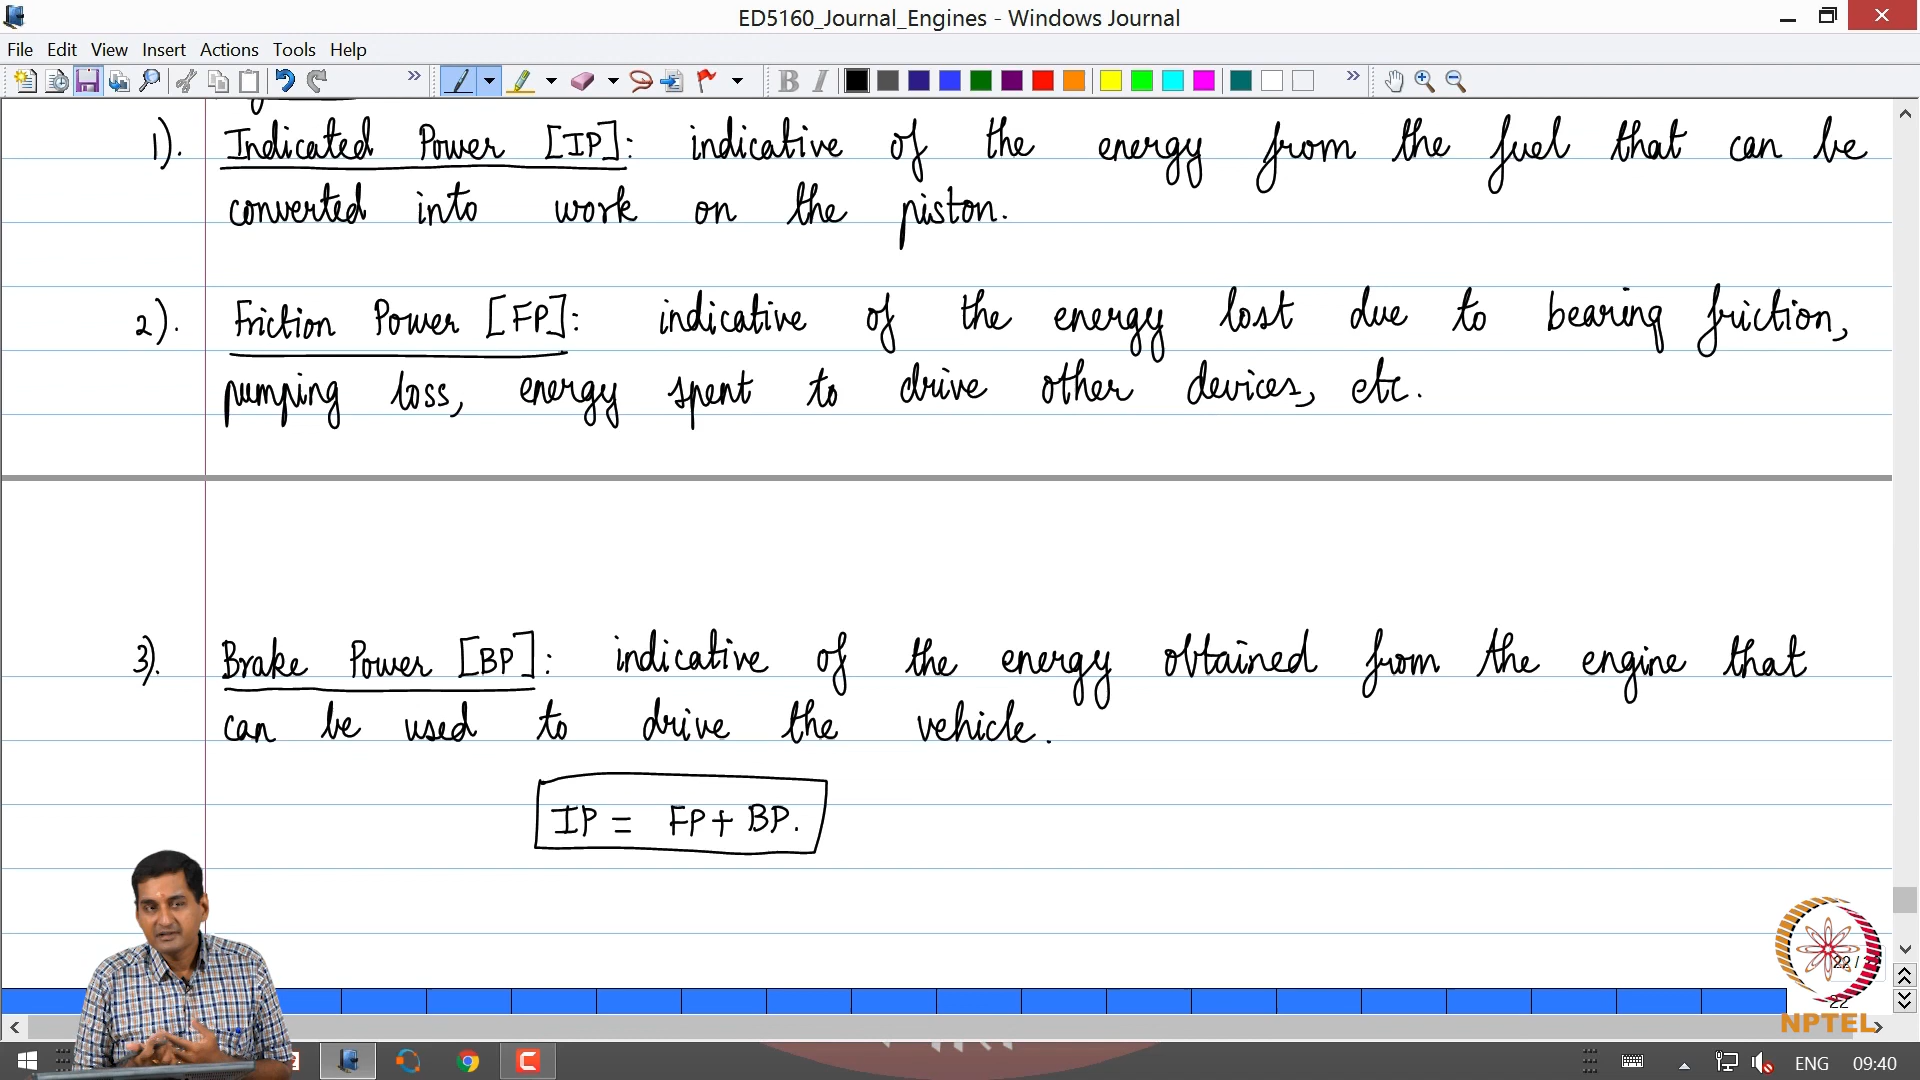 ED5160_Journal_Engines - Windows Journal
File Edit View Insert Actions Tools Help
1). Indicated Power [IP]: indicative of the energy from the fuel that can be
converted into work on the piston.
2). Friction Power [FP]: indicative of the energy lost due to bearing friction,
pumping loss, energy spent to drive other devices, etc.
3). Brake Power [BP]: indicative of the energy obtained from the engine that
can be used to drive the vehicle.
IP = FP + BP.
22 /
22
NPTEL
ENG 09:40